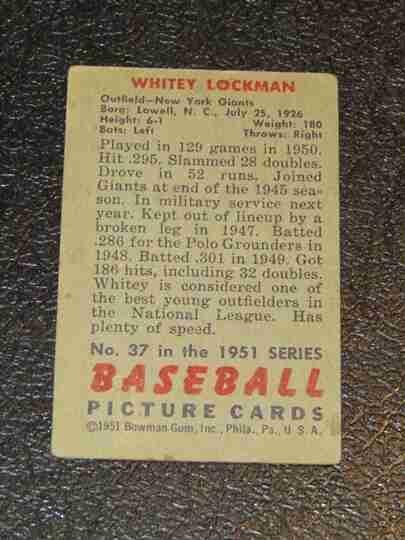 WHITEY LOCKMAN
Outfield—New York Giants
Born: Lowell, N. C., July 25, 1926
Height: 6-1 Weight: 180
Bats: Left Throws: Right
Played in 129 games in 1950.
Hit .295. Slammed 28 doubles.
Drove in 52 runs. Joined
Giants at end of the 1945 sea-
son. In military service next
year. Kept out of lineup by a
broken leg in 1947. Batted
.286 for the Polo Grounders in
1948. Batted .301 in 1949. Got
186 hits, including 32 doubles.
Whitey is considered one of
the best young outfielders in
the National League. Has
plenty of speed.
No. 37 in the 1951 SERIES
BASEBALL
PICTURE CARDS
©1951 Bowman Gum, Inc., Phila., Pa., U. S. A.